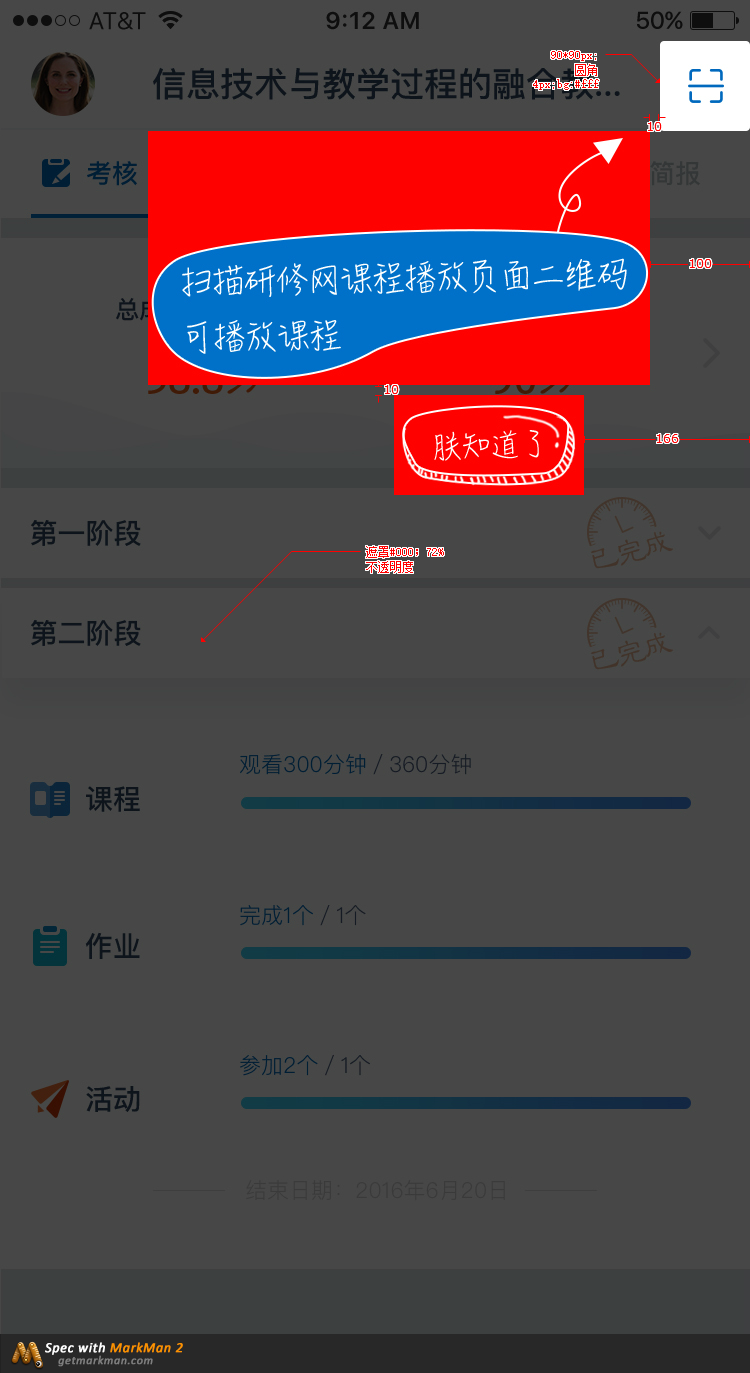 AT&T 9:12 AM 50%
信息技术与教学过程的融合教...
90*90px;
圆角
4px;bg:#fff
10
考核
简报
扫描研修网课程播放页面二维码
可播放课程
100
10
朕知道了
166
第一阶段
已完成
遮罩#000; 72%
不透明度
第二阶段
已完成
观看300分钟 / 360分钟
课程
完成1个 / 1个
作业
参加2个 / 1个
活动
结束日期：2016年6月20日
Spec with MarkMan 2
getmarkman.com